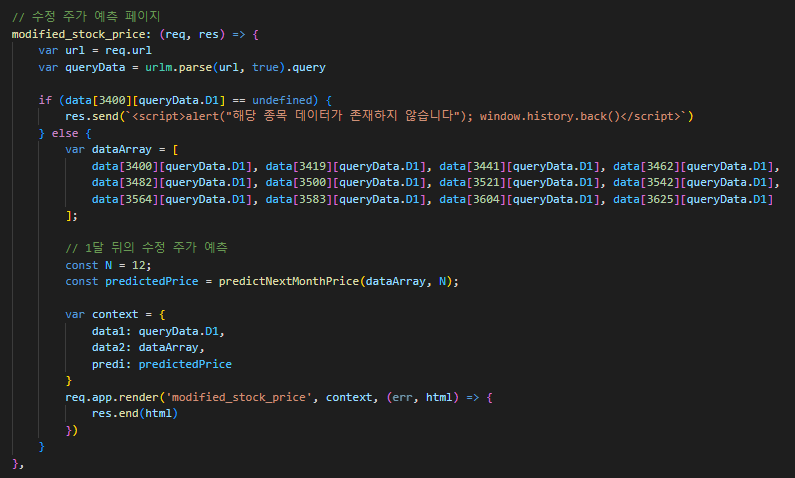 // 수정 주가 예측 페이지
modified_stock_price: (req, res) => {
var url = req.url
var queryData = urlm.parse(url, true).query
if (data[3400][queryData.D1] == undefined) {
res.send(`<script>alert("해당 종목 데이터가 존재하지 않습니다"); window.history.back()</script>`)
} else {
var dataArray = [
data[3400][queryData.D1], data[3419][queryData.D1], data[3441][queryData.D1], data[3462][queryData.D1],
data[3482][queryData.D1], data[3500][queryData.D1], data[3521][queryData.D1], data[3542][queryData.D1],
data[3564][queryData.D1], data[3583][queryData.D1], data[3604][queryData.D1], data[3625][queryData.D1]
];
// 1달 뒤의 수정 주가 예측
const N = 12;
const predictedPrice = predictNextMonthPrice(dataArray, N);
var context = {
data1: queryData.D1,
data2: dataArray,
predi: predictedPrice
}
req.app.render('modified_stock_price', context, (err, html) => {
res.end(html)
})
}
},